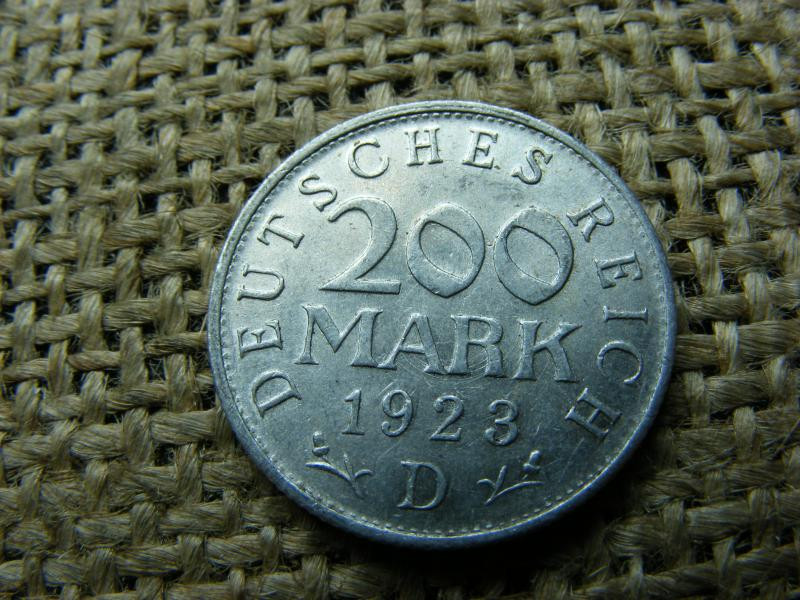 DEUTSCHES REICH
200
MARK
1923
D